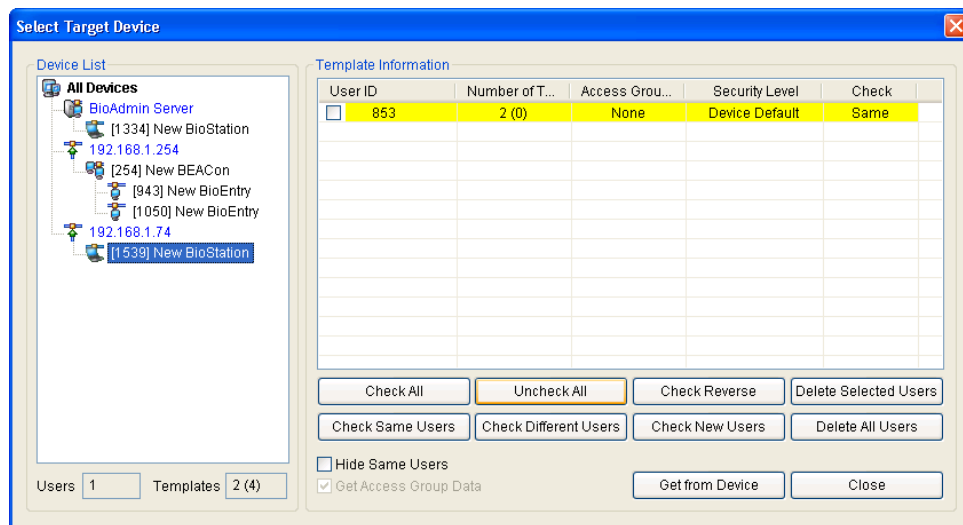 Select Target Device
Device List
All Devices
BioAdmin Server
[1334] New BioStation
192.168.1.254
[254] New BEACon
[943] New BioEntry
[1050] New BioEntry
192.168.1.74
[1539] New BioStation
Users 1 Templates 2 (4)
Template Information
User ID Number of T... Access Grou... Security Level Check
853 2 (0) None Device Default Same
Check All Uncheck All Check Reverse Delete Selected Users
Check Same Users Check Different Users Check New Users Delete All Users
Hide Same Users
Get Access Group Data
Get from Device Close